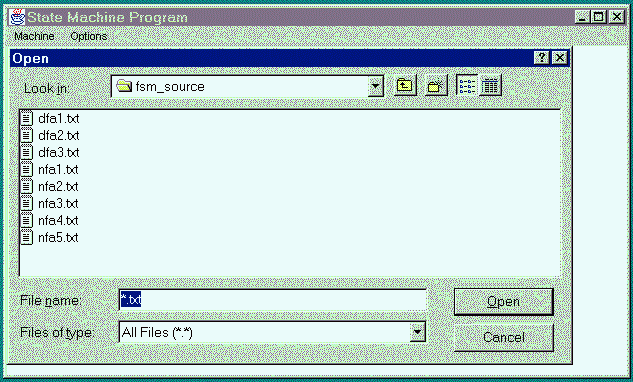 State Machine Program
Machine Options
Open
Look in: fsm_source
dfa1.txt
dfa2.txt
dfa3.txt
nfa1.txt
nfa2.txt
nfa3.txt
nfa4.txt
nfa5.txt
File name: *.txt
Open
Files of type: All Files (*.*)
Cancel